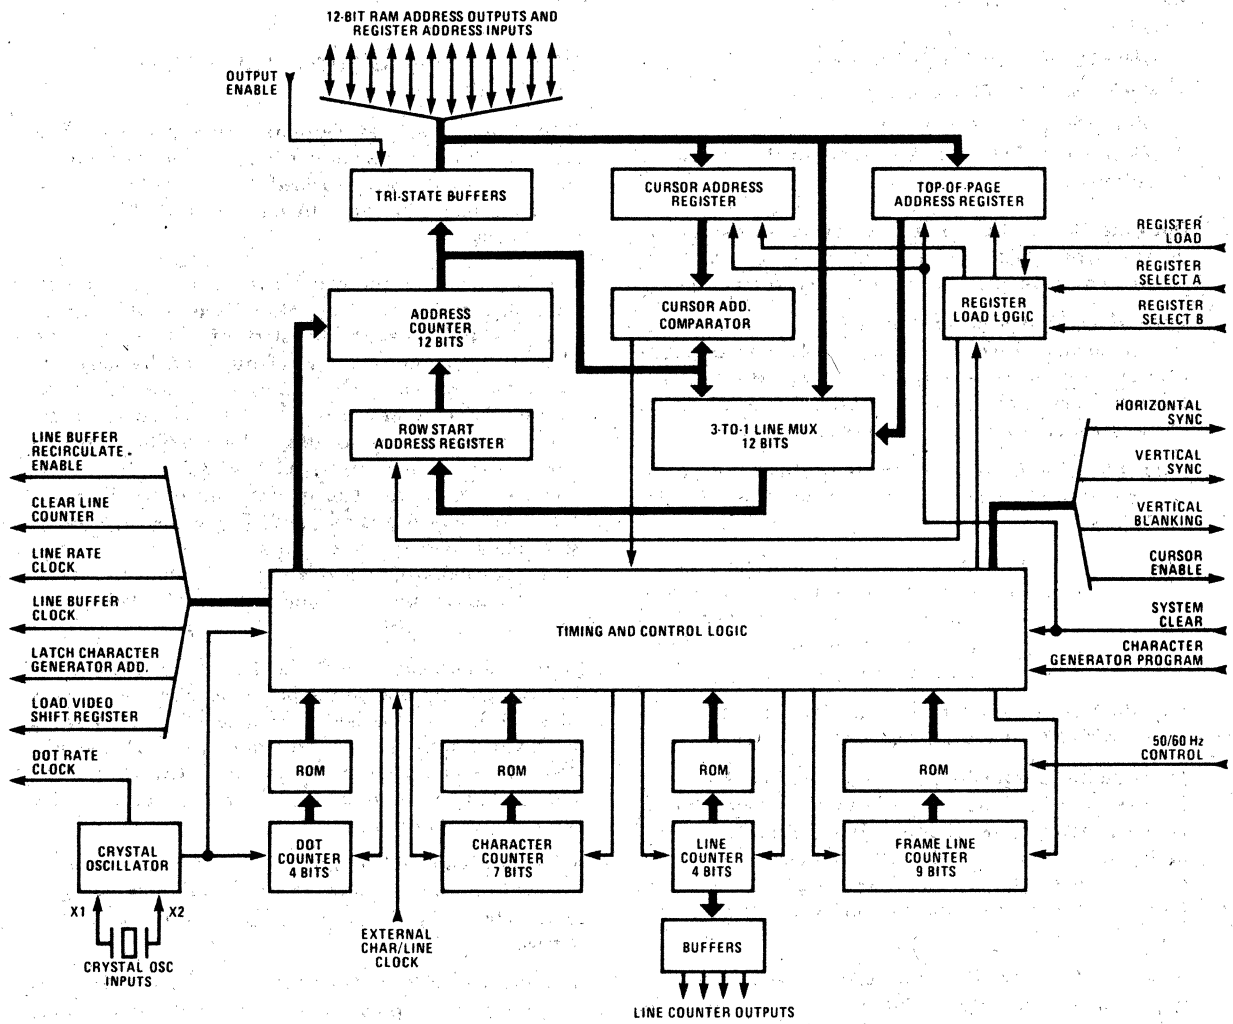 12-BIT RAM ADDRESS OUTPUTS AND
REGISTER ADDRESS INPUTS
OUTPUT
ENABLE
TRI-STATE BUFFERS
CURSOR ADDRESS
REGISTER
TOP-OF-PAGE
ADDRESS REGISTER
REGISTER
LOAD
REGISTER
SELECT A
REGISTER
SELECT B
ADDRESS
COUNTER
12 BITS
CURSOR ADD.
COMPARATOR
REGISTER
LOAD LOGIC
ROW START
ADDRESS REGISTER
3-TO-1 LINE MUX
12 BITS
LINE BUFFER
RECIRCULATE
ENABLE
CLEAR LINE
COUNTER
LINE RATE
CLOCK
LINE BUFFER
CLOCK
LATCH CHARACTER
GENERATOR ADD.
LOAD VIDEO
SHIFT REGISTER
DOT RATE
CLOCK
HORIZONTAL
SYNC
VERTICAL
SYNC
VERTICAL
BLANKING
CURSOR
ENABLE
SYSTEM
CLEAR
CHARACTER
GENERATOR PROGRAM
50/60 Hz
CONTROL
TIMING AND CONTROL LOGIC
ROM
ROM
ROM
ROM
CRYSTAL
OSCILLATOR
DOT
COUNTER
4 BITS
CHARACTER
COUNTER
7 BITS
LINE
COUNTER
4 BITS
FRAME LINE
COUNTER
9 BITS
X1
X2
CRYSTAL OSC
INPUTS
EXTERNAL
CHAR/LINE
CLOCK
BUFFERS
LINE COUNTER OUTPUTS